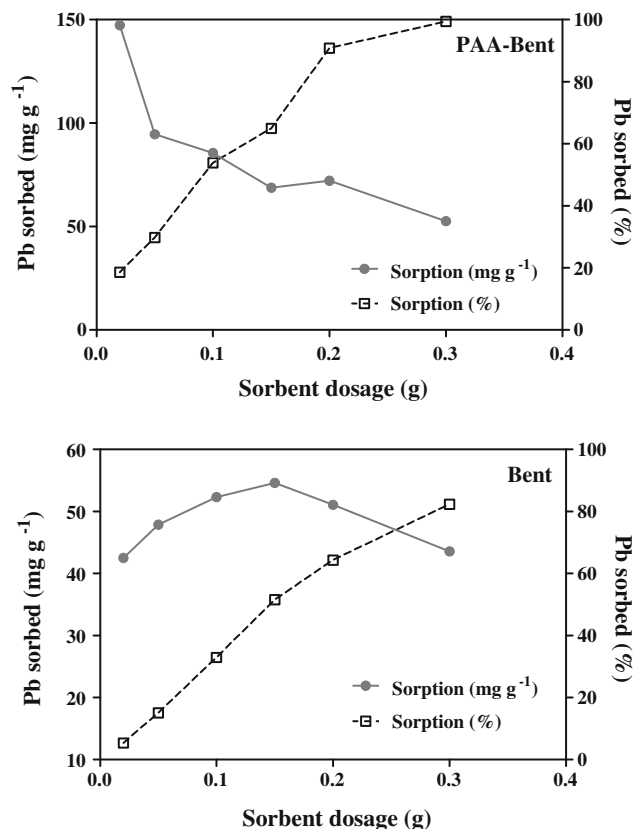 PAA-Bent
150
100
50
0
100
80
60
40
20
0
0.0 0.1 0.2 0.3 0.4
Pb sorbed (mg g⁻¹)
Pb sorbed (%)
Sorption (mg g⁻¹)
Sorption (%)
Sorbent dosage (g)
Bent
60
50
40
30
20
10
100
80
60
40
20
0
0.0 0.1 0.2 0.3 0.4
Pb sorbed (mg g⁻¹)
Pb sorbed (%)
Sorption (mg g⁻¹)
Sorption (%)
Sorbent dosage (g)